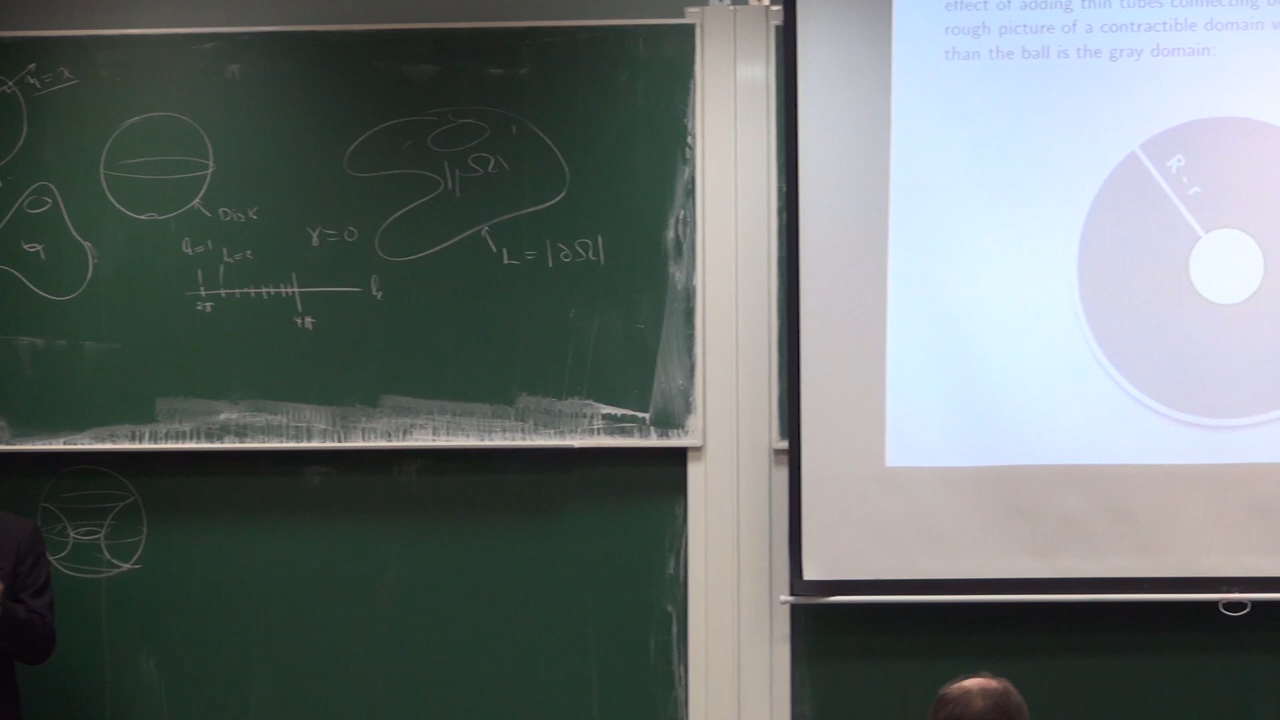 Disk
γ=0
|Ω|
L = |∂Ω|
k=1
k=2
2π
4π
k
effect of adding thin tubes connecting
rough picture of a contractible domain
than the ball is the gray domain:
R-r